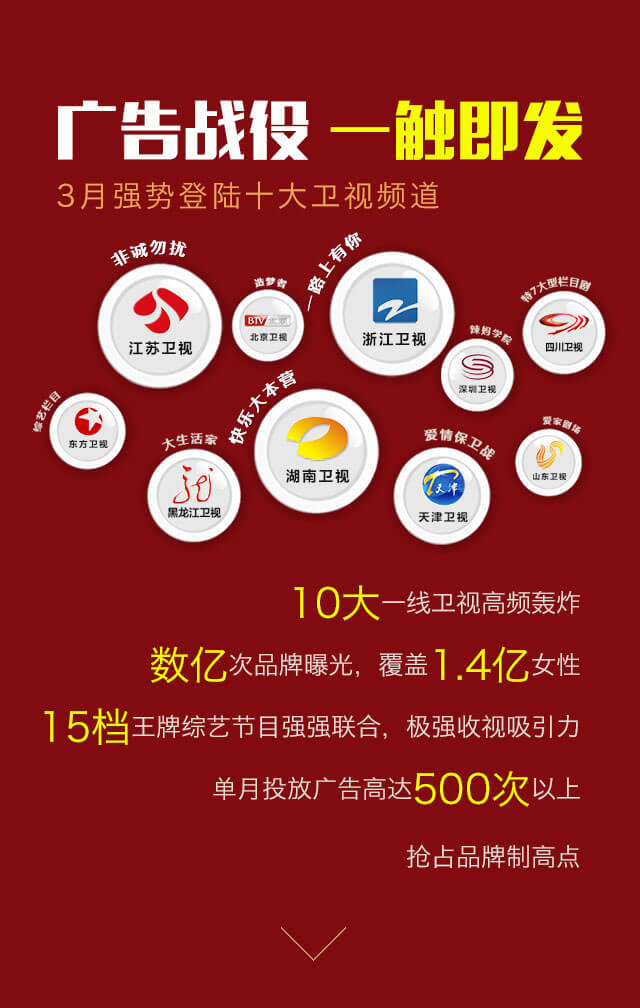 广告战役 一触即发
3月强势登陆十大卫视频道
非诚勿扰
江苏卫视
造梦者
BTV 北京
北京卫视
一路上有你
浙江卫视
辣妈学院
深圳卫视
特7大型栏目剧
四川卫视
综艺栏目
东方卫视
大生活家
黑龙江卫视
快乐大本营
湖南卫视
爱情保卫战
天津
天津卫视
爱家剧场
山东卫视
10大一线卫视高频轰炸
数亿次品牌曝光，覆盖1.4亿女性
15档王牌综艺节目强强联合，极强收视吸引力
单月投放广告高达500次以上
抢占品牌制高点